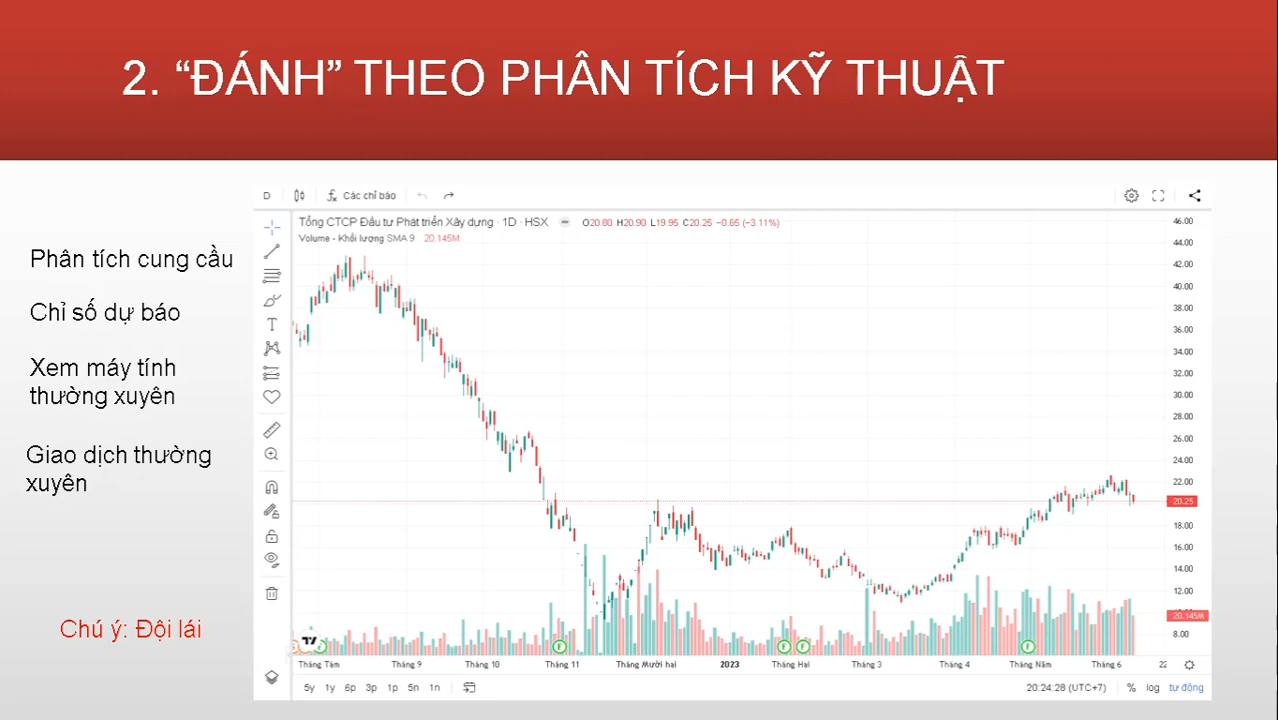 2. “ĐÁNH” THEO PHÂN TÍCH KỸ THUẬT
Phân tích cung cầu
Chỉ số dự báo
Xem máy tính
thường xuyên
Giao dịch thường
xuyên
Chú ý: Đội lái
D
Các chỉ báo
Tổng CTCP Đầu tư Phát triển Xây dựng · 1D · HSX O20.80 H20.90 L19.95 C20.25 −0.65 (−3.11%)
Volume - Khối lượng SMA 9 20.145M
46.00
44.00
42.00
40.00
38.00
36.00
34.00
32.00
30.00
28.00
26.00
24.00
22.00
20.25
18.00
16.00
14.00
12.00
20.145M
8.00
Tháng Tám Tháng 9 Tháng 10 Tháng 11 Tháng Mười hai 2023 Tháng Hai Tháng 3 Tháng 4 Tháng Năm Tháng 6 22
5y 1y 6p 3p 1p 5n 1n
20:24:28 (UTC+7) % log tự động